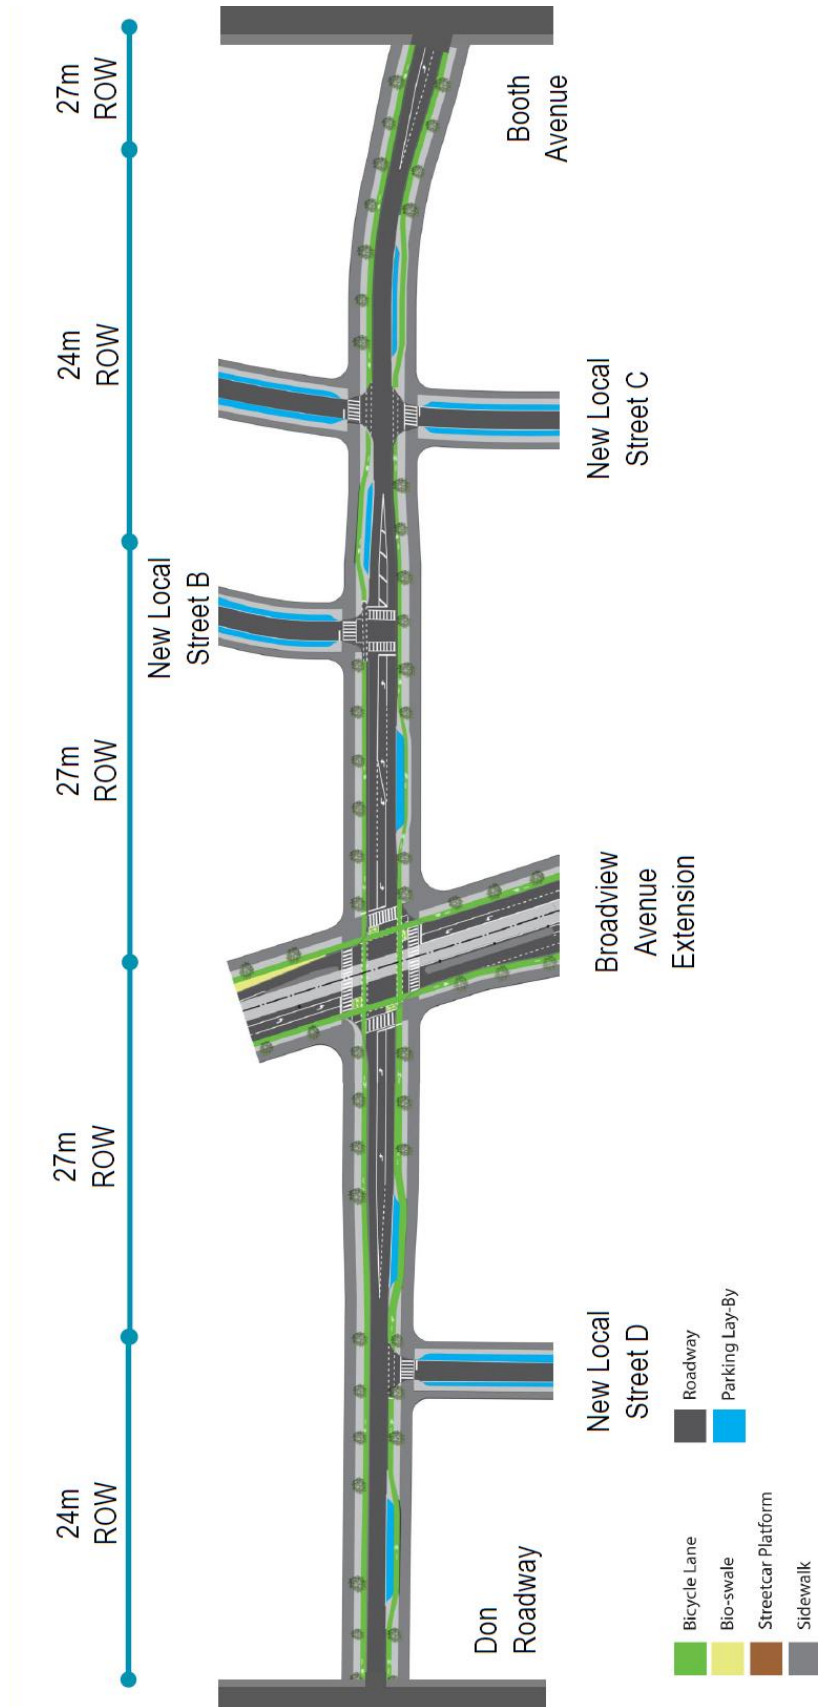 27m
ROW
24m
ROW
27m
ROW
27m
ROW
24m
ROW
Booth
Avenue
New Local
Street C
New Local
Street B
Broadview
Avenue
Extension
New Local
Street D
Don
Roadway
Bicycle Lane
Bio-swale
Streetcar Platform
Sidewalk
Roadway
Parking Lay-By